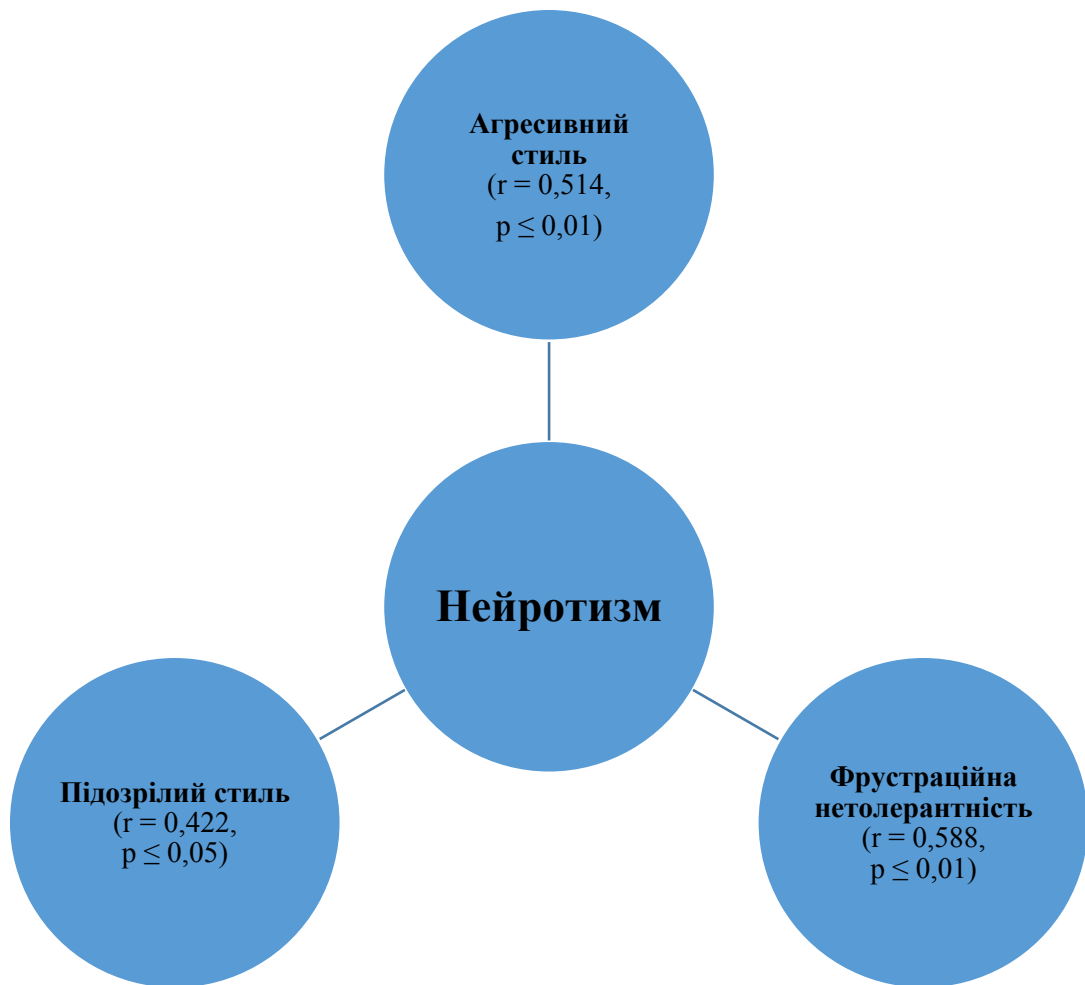 Агресивний
стиль
(r = 0,514,
p ≤ 0,01)
Нейротизм
Підозрілий стиль
(r = 0,422,
p ≤ 0,05)
Фрустраційна
нетолерантність
(r = 0,588,
p ≤ 0,01)